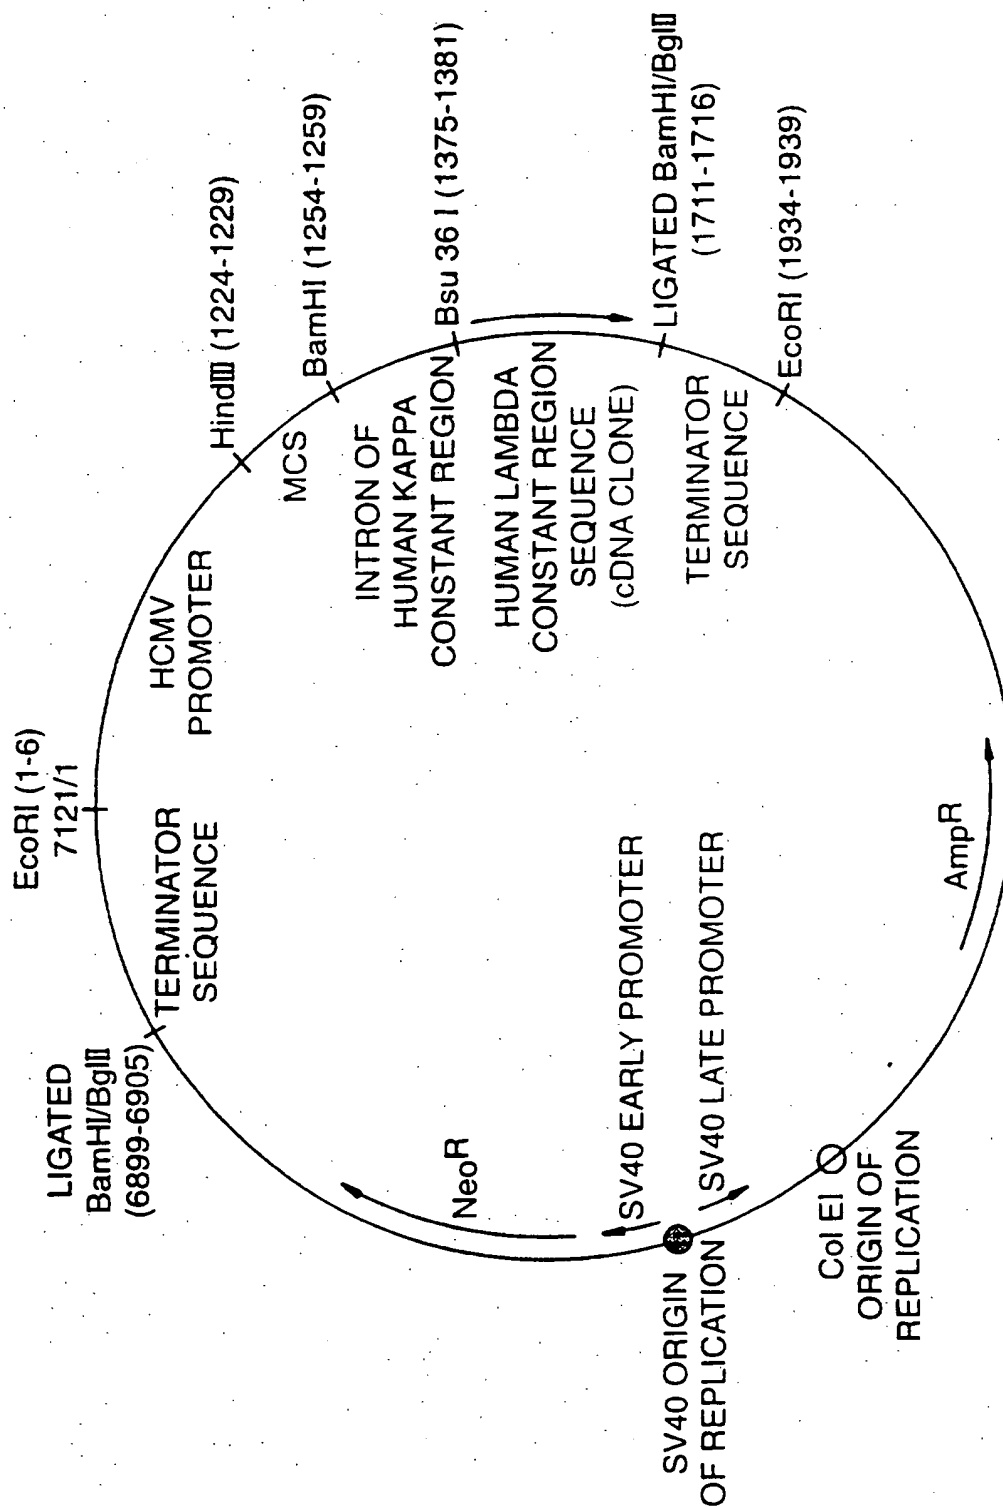 EcoRI (1-6)
7121/1
HindIII (1224-1229)
MCS
BamHI (1254-1259)
HCMV
PROMOTER
INTRON OF
HUMAN KAPPA
CONSTANT REGION
Bsu 36 I (1375-1381)
HUMAN LAMBDA
CONSTANT REGION
SEQUENCE
(cDNA CLONE)
LIGATED BamHI/BglII
(1711-1716)
TERMINATOR
SEQUENCE
EcoRI (1934-1939)
AmpR
Col EI
ORIGIN OF
REPLICATION
SV40 LATE PROMOTER
SV40 EARLY PROMOTER
SV40 ORIGIN
OF REPLICATION
NeoR
LIGATED
BamHI/BglII
(6899-6905)
TERMINATOR
SEQUENCE